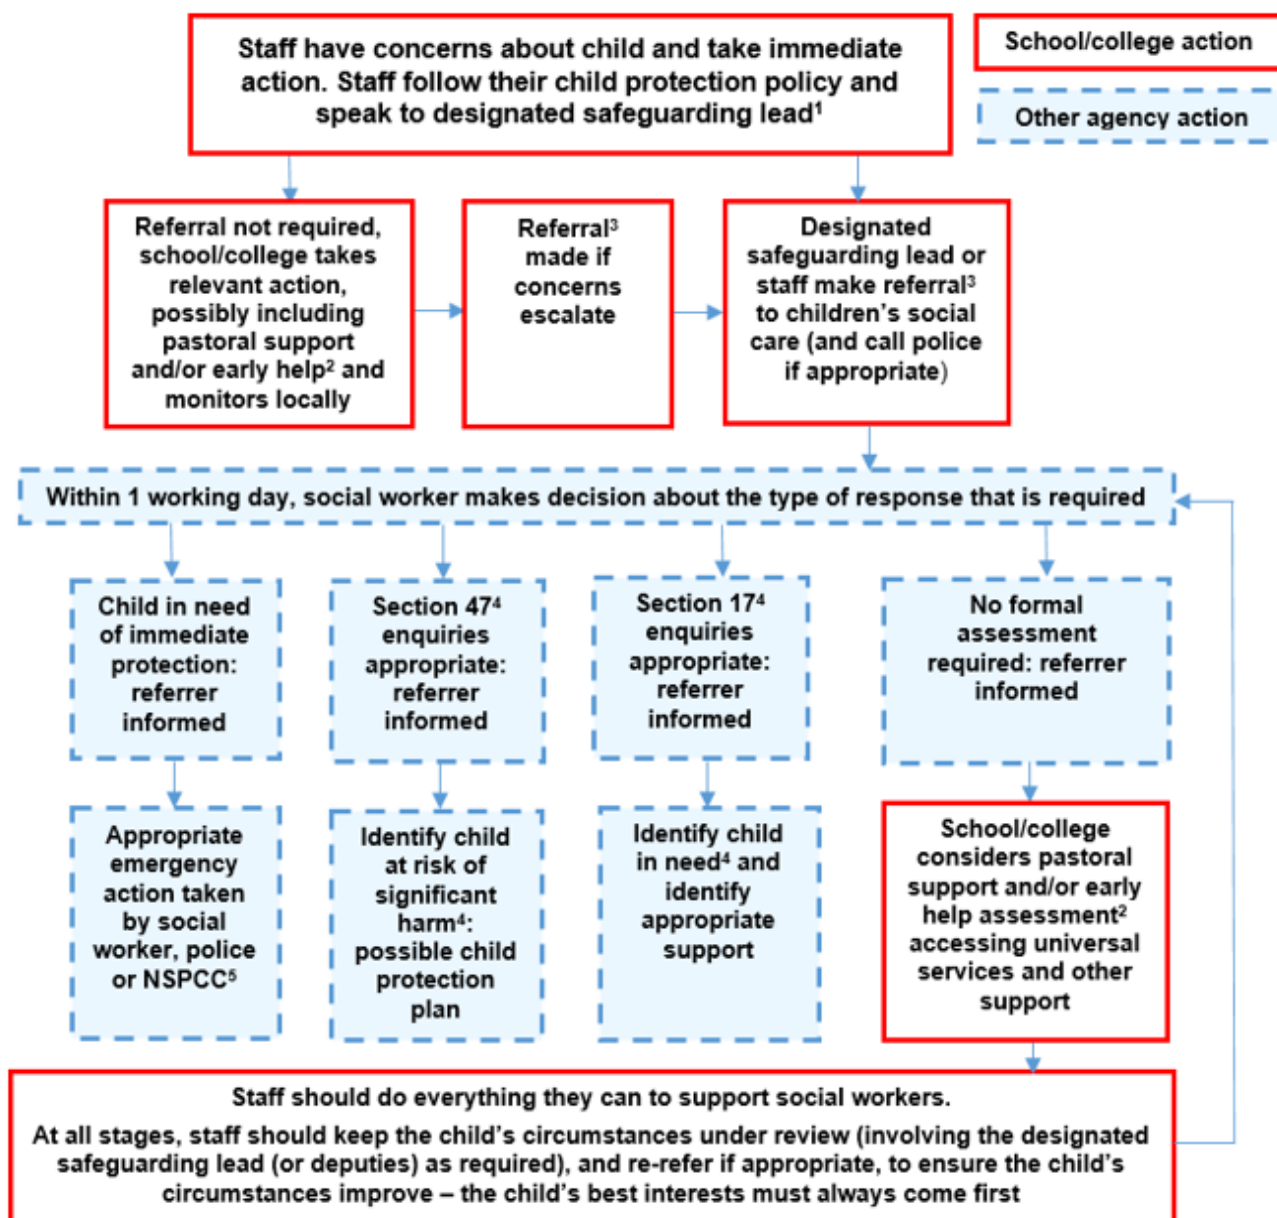 Staff have concerns about child and take immediate
action. Staff follow their child protection policy and
speak to designated safeguarding lead¹
School/college action
Other agency action
Referral not required,
school/college takes
relevant action,
possibly including
pastoral support
and/or early help² and
monitors locally
Referral³
made if
concerns
escalate
Designated
safeguarding lead or
staff make referral³
to children’s social
care (and call police
if appropriate)
Within 1 working day, social worker makes decision about the type of response that is required
Child in need
of immediate
protection:
referrer
informed
Section 47⁴
enquiries
appropriate:
referrer
informed
Section 17⁴
enquiries
appropriate:
referrer
informed
No formal
assessment
required: referrer
informed
Appropriate
emergency
action taken
by social
worker, police
or NSPCC⁵
Identify child
at risk of
significant
harm⁴:
possible child
protection
plan
Identify child
in need⁴ and
identify
appropriate
support
School/college
considers pastoral
support and/or early
help assessment²
accessing universal
services and other
support
Staff should do everything they can to support social workers.
At all stages, staff should keep the child’s circumstances under review (involving the designated
safeguarding lead (or deputies) as required), and re-refer if appropriate, to ensure the child’s
circumstances improve – the child’s best interests must always come first